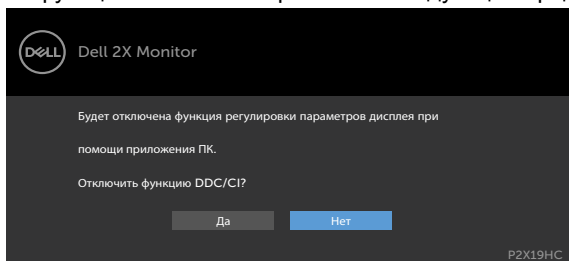 DELL
Dell 2X Monitor
Будет отключена функция регулировки параметров дисплея при
помощи приложения ПК.
Отключить функцию DDC/CI?
Да Нет
P2X19HC